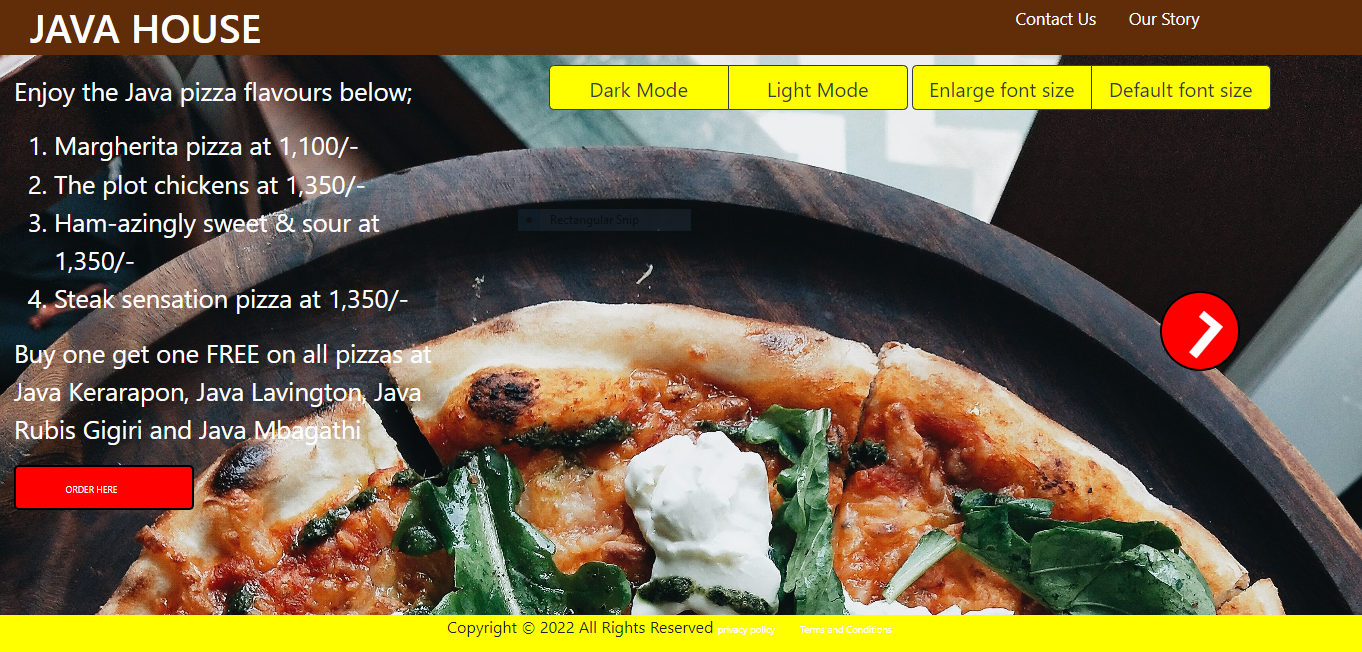 JAVA HOUSE
Contact Us Our Story
Enjoy the Java pizza flavours below;
Dark Mode Light Mode Enlarge font size Default font size
1. Margherita pizza at 1,100/-
2. The plot chickens at 1,350/-
3. Ham-azingly sweet & sour at
1,350/-
4. Steak sensation pizza at 1,350/-
Rectangular Snip
Buy one get one FREE on all pizzas at
Java Kerarapon, Java Lavington, Java
Rubis Gigiri and Java Mbagathi
ORDER HERE
Copyright © 2022 All Rights Reserved privacy policy Terms and Conditions